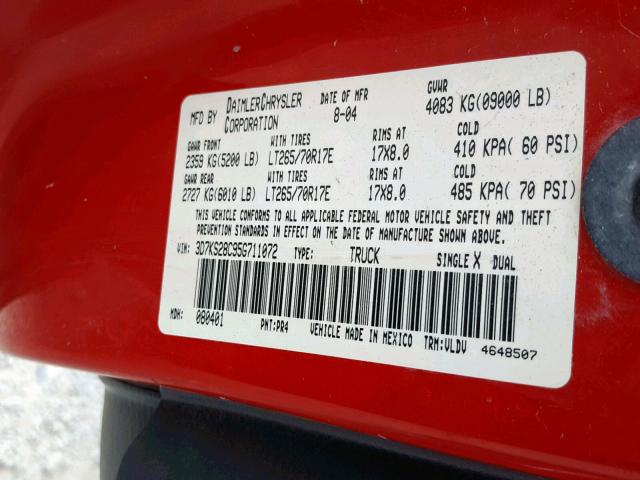 MFD BY DAIMLERCHRYSLER CORPORATION DATE OF MFR 8-04 GVWR 4083 KG(09000 LB)
GAWR FRONT WITH TIRES RIMS AT COLD
2359 KG(5200 LB) LT265/70R17E 17X8.0 410 KPA( 60 PSI)
GAWR REAR WITH TIRES RIMS AT COLD
2727 KG(6010 LB) LT265/70R17E 17X8.0 485 KPA( 70 PSI)
THIS VEHICLE CONFORMS TO ALL APPLICABLE FEDERAL MOTOR VEHICLE SAFETY AND THEFT
PREVENTION STANDARDS IN EFFECT ON THE DATE OF MANUFACTURE SHOWN ABOVE.
VIN: 3D7KS28C95G711072 TYPE: TRUCK SINGLE X DUAL
MDH: 080401 PNT:PR4 VEHICLE MADE IN MEXICO TRM:VLDV 4648507